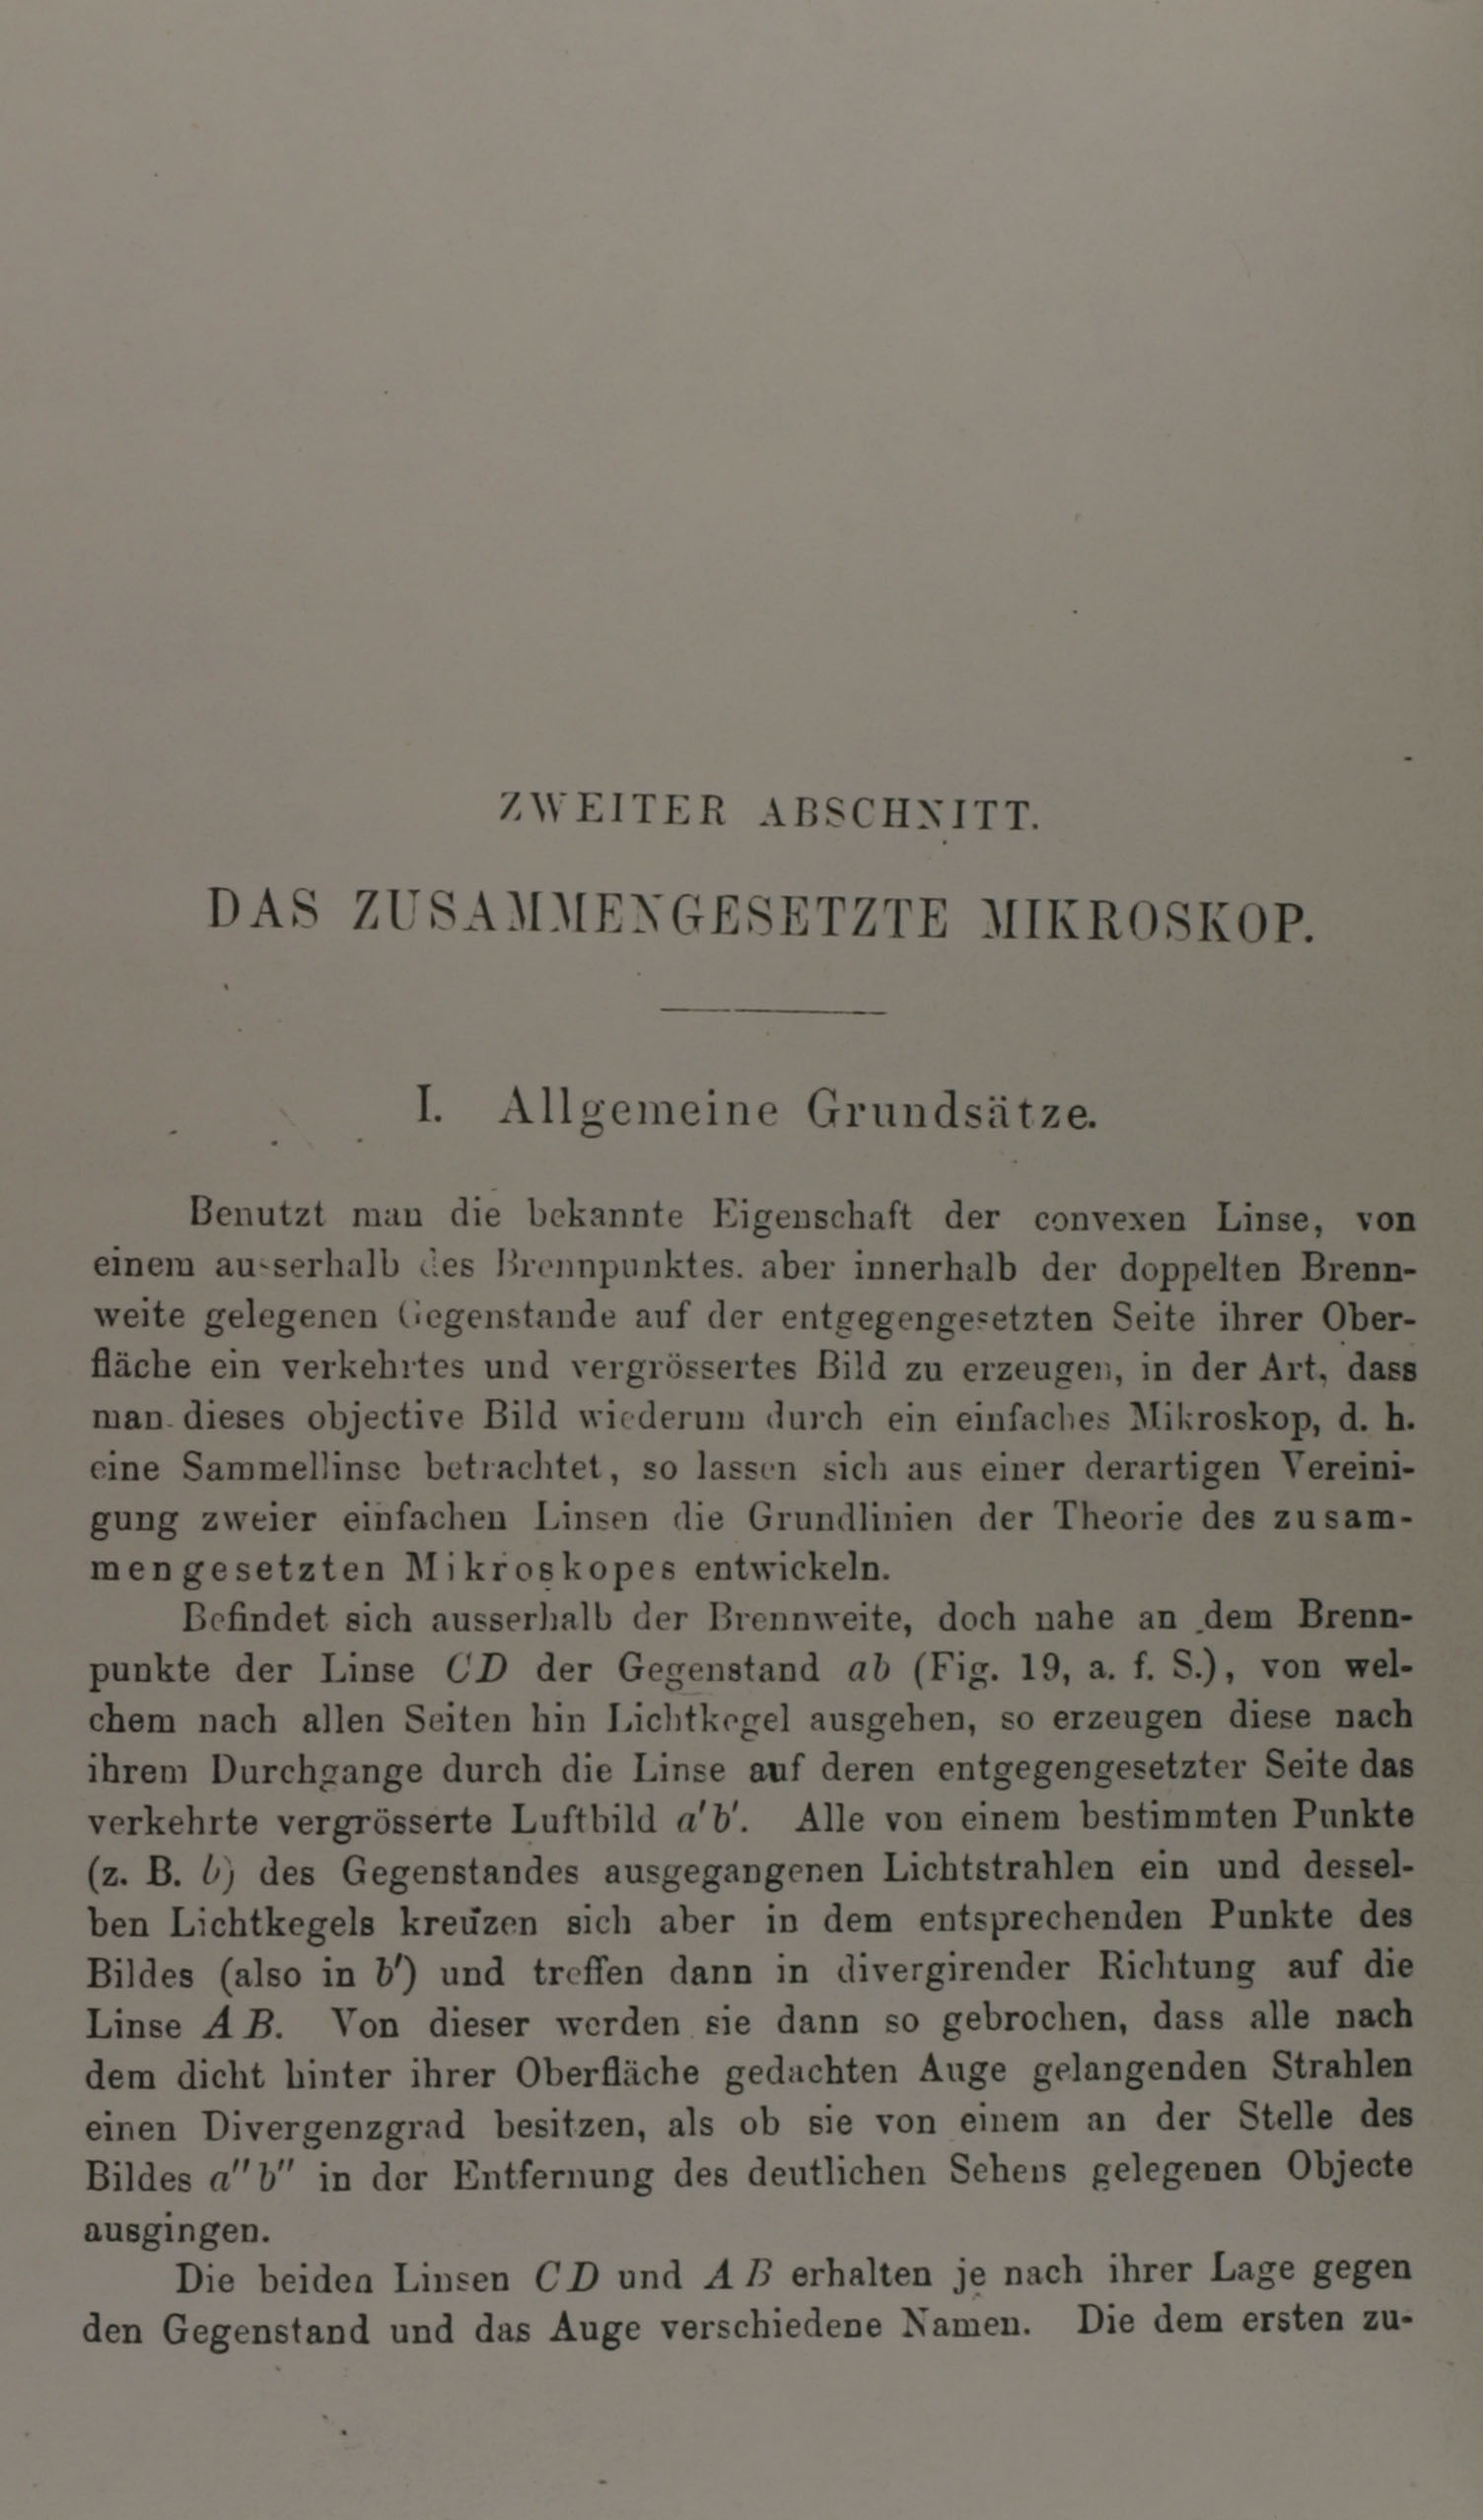 ZWEITER ABSCHNITT.
DAS ZUSAMMENGESETZTE MIKROSKOP.
I. Allgemeine Grundsätze.
Benutzt man die bekannte Eigenschaft der convexen Linse, von
einem ausserhalb des Brennpunktes, aber innerhalb der doppelten Brenn-
weite gelegenen Gegenstande auf der entgegengesetzten Seite ihrer Ober-
fläche ein verkehrtes und vergrössertes Bild zu erzeugen, in der Art, dass
man dieses objective Bild wiederum durch ein einfaches Mikroskop, d. h.
eine Sammellinse betrachtet, so lassen sich aus einer derartigen Vereini-
gung zweier einfachen Linsen die Grundlinien der Theorie des zusam-
mengesetzten Mikroskopes entwickeln.
Befindet sich ausserhalb der Brennweite, doch nahe an dem Brenn-
punkte der Linse CD der Gegenstand ab (Fig. 19, a. f. S.), von wel-
chem nach allen Seiten hin Lichtkegel ausgehen, so erzeugen diese nach
ihrem Durchgange durch die Linse auf deren entgegengesetzter Seite das
verkehrte vergrösserte Luftbild a'b'. Alle von einem bestimmten Punkte
(z. B. b) des Gegenstandes ausgegangenen Lichtstrahlen ein und dessel-
ben Lichtkegels kreuzen sich aber in dem entsprechenden Punkte des
Bildes (also in b') und treffen dann in divergirender Richtung auf die
Linse AB. Von dieser werden sie dann so gebrochen, dass alle nach
dem dicht hinter ihrer Oberfläche gedachten Auge gelangenden Strahlen
einen Divergenzgrad besitzen, als ob sie von einem an der Stelle des
Bildes a"b" in der Entfernung des deutlichen Sehens gelegenen Objecte
ausgingen.
Die beiden Linsen CD und AB erhalten je nach ihrer Lage gegen
den Gegenstand und das Auge verschiedene Namen. Die dem ersten zu-